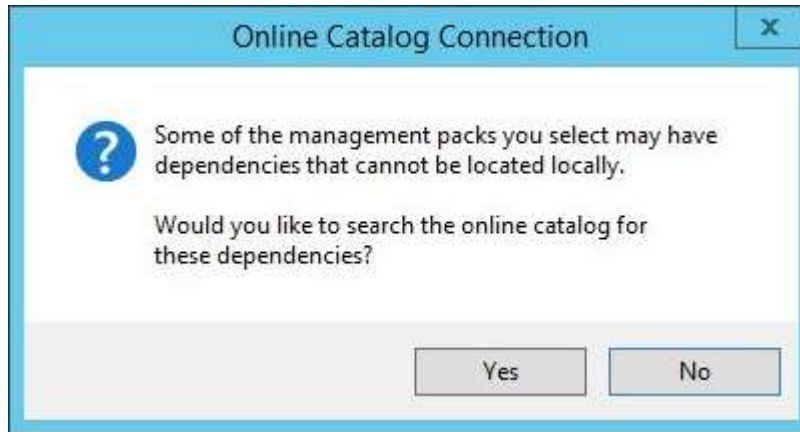 Online Catalog Connection
x
?
Some of the management packs you select may have
dependencies that cannot be located locally.
Would you like to search the online catalog for
these dependencies?
Yes
No